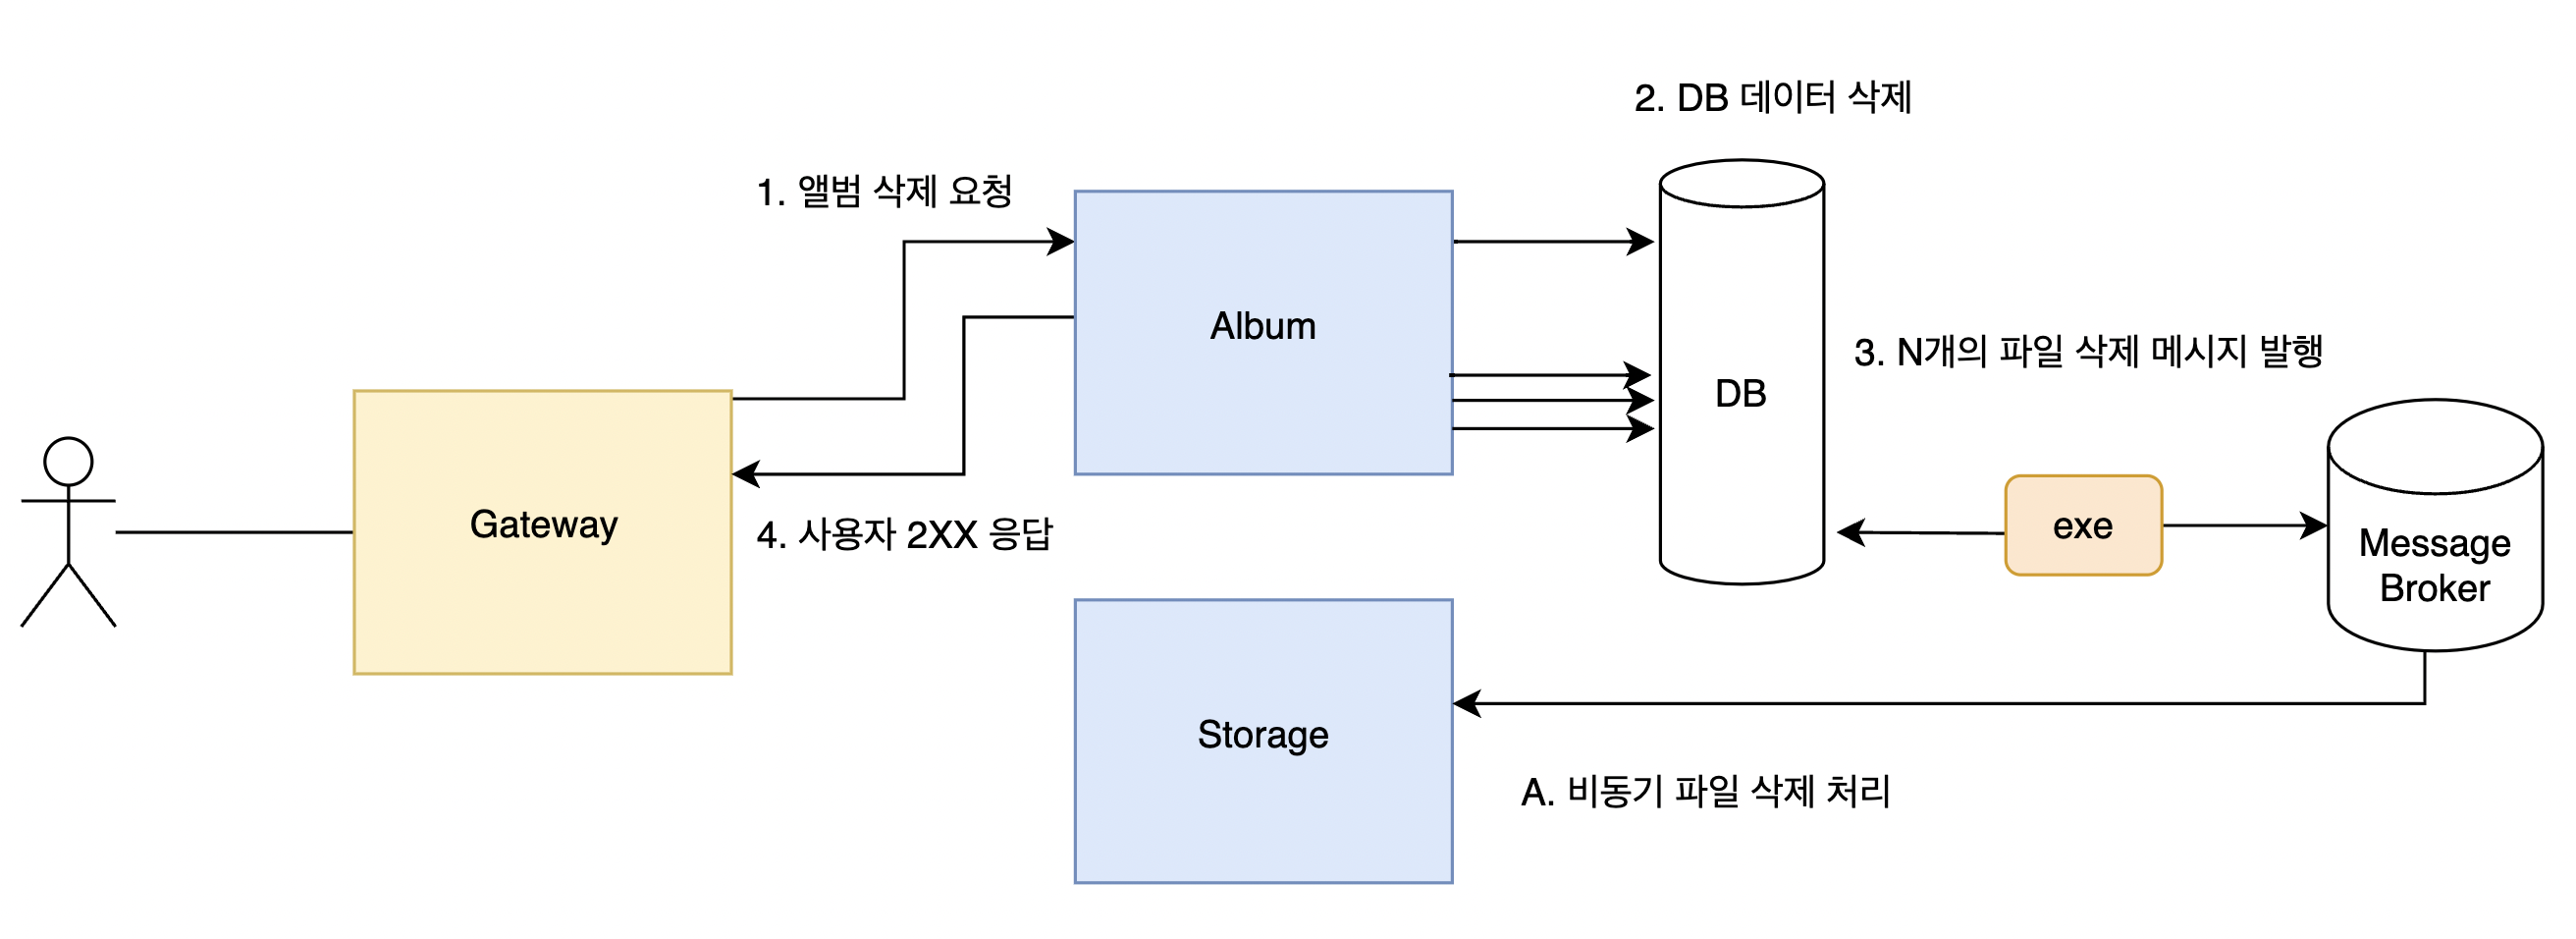 2. DB 데이터 삭제
1. 앨범 삭제 요청
Album
DB
3. N개의 파일 삭제 메시지 발행
Gateway
4. 사용자 2XX 응답
exe
Message
Broker
Storage
A. 비동기 파일 삭제 처리